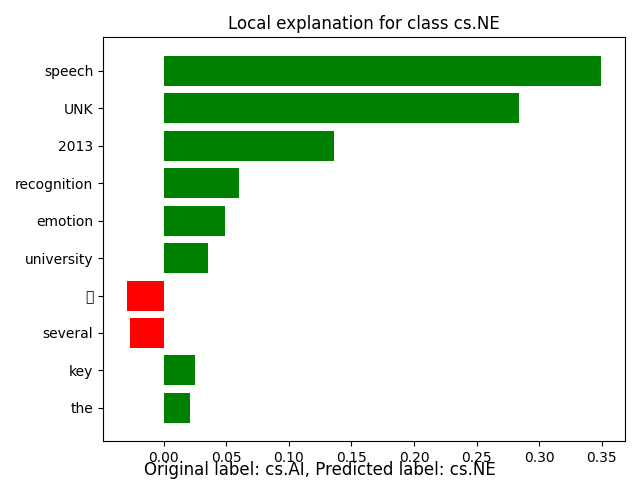 Local explanation for class cs.NE
speech
UNK
2013
recognition
emotion
university
several
key
the
0.00 0.05 0.10 0.15 0.20 0.25 0.30 0.35
Original label: cs.AI, Predicted label: cs.NE